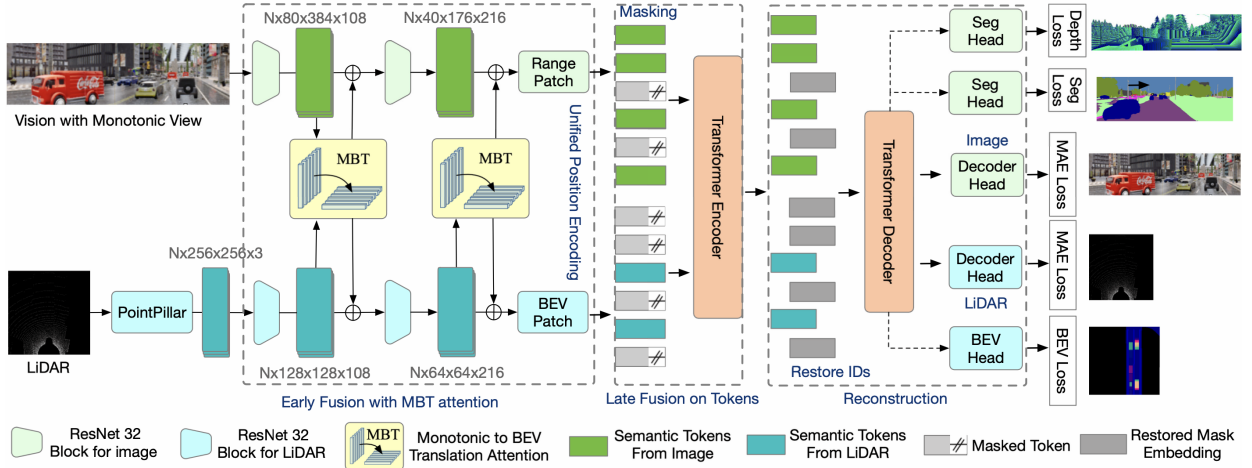 Nx80x384x108
Nx40x176x216
Masking
Seg
Head
Depth
Loss
Range
Patch
Seg
Head
Seg
Loss
Vision with Monotonic View
MBT
MBT
Unified Position Encoding
Transformer Encoder
Transformer Decoder
Image
Decoder
Head
MAE Loss
Nx256x256x3
PointPillar
BEV
Patch
Decoder
Head
LiDAR
MAE Loss
BEV
Head
BEV Loss
LiDAR
Nx128x128x108
Nx64x64x216
Restore IDs
Early Fusion with MBT attention
Late Fusion on Tokens
Reconstruction
ResNet 32
Block for image
ResNet 32
Block for LiDAR
MBT
Monotonic to BEV
Translation Attention
Semantic Tokens
From Image
Semantic Tokens
From LiDAR
Masked Token
Restored Mask
Embedding